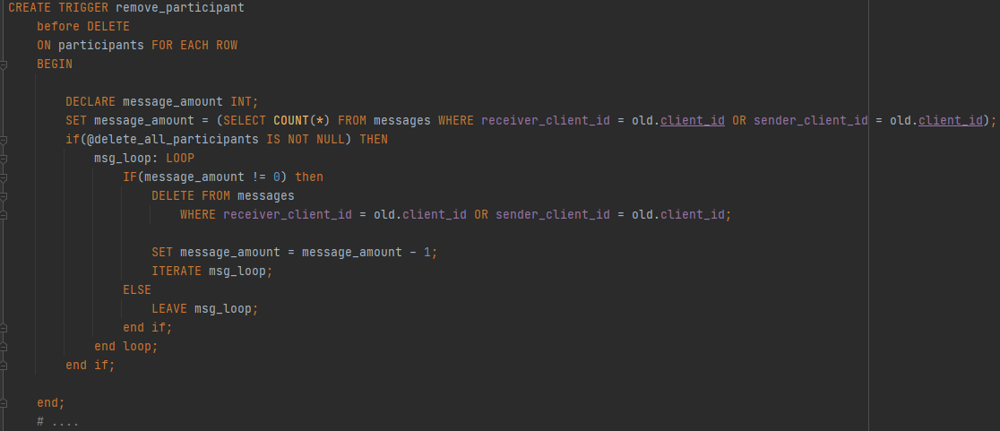 CREATE TRIGGER remove_participant
before DELETE
ON participants FOR EACH ROW
BEGIN
DECLARE message_amount INT;
SET message_amount = (SELECT COUNT(*) FROM messages WHERE receiver_client_id = old.client_id OR sender_client_id = old.client_id);
if(@delete_all_participants IS NOT NULL) THEN
msg_loop: LOOP
IF(message_amount != 0) then
DELETE FROM messages
WHERE receiver_client_id = old.client_id OR sender_client_id = old.client_id;
SET message_amount = message_amount - 1;
ITERATE msg_loop;
ELSE
LEAVE msg_loop;
end if;
end loop;
end if;
end;
# ....